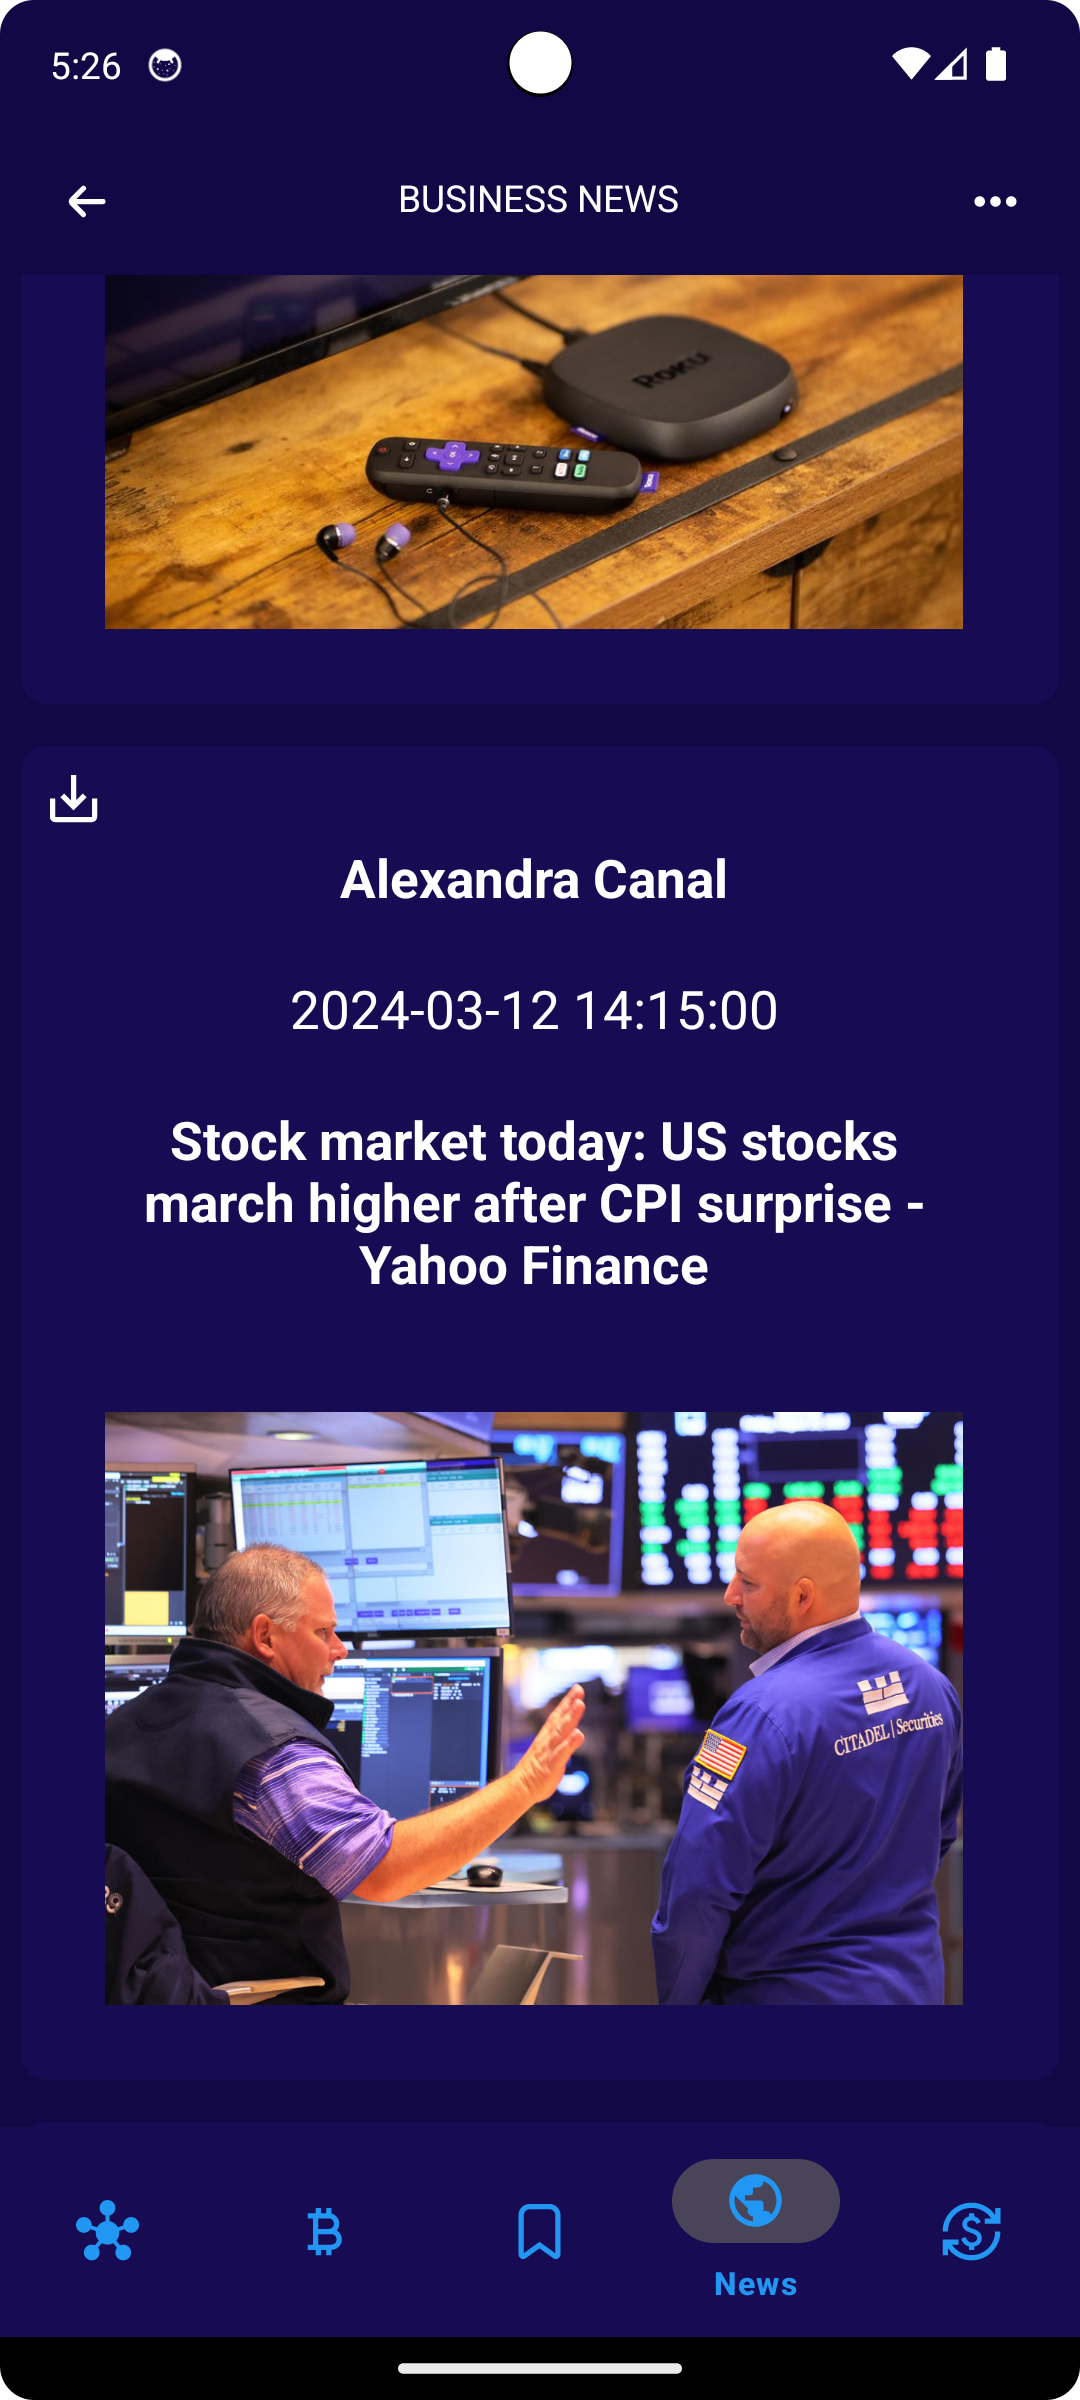 5:26
BUSINESS NEWS
Roku
Alexandra Canal
2024-03-12 14:15:00
Stock market today: US stocks
march higher after CPI surprise -
Yahoo Finance
CITADEL | Securities
News